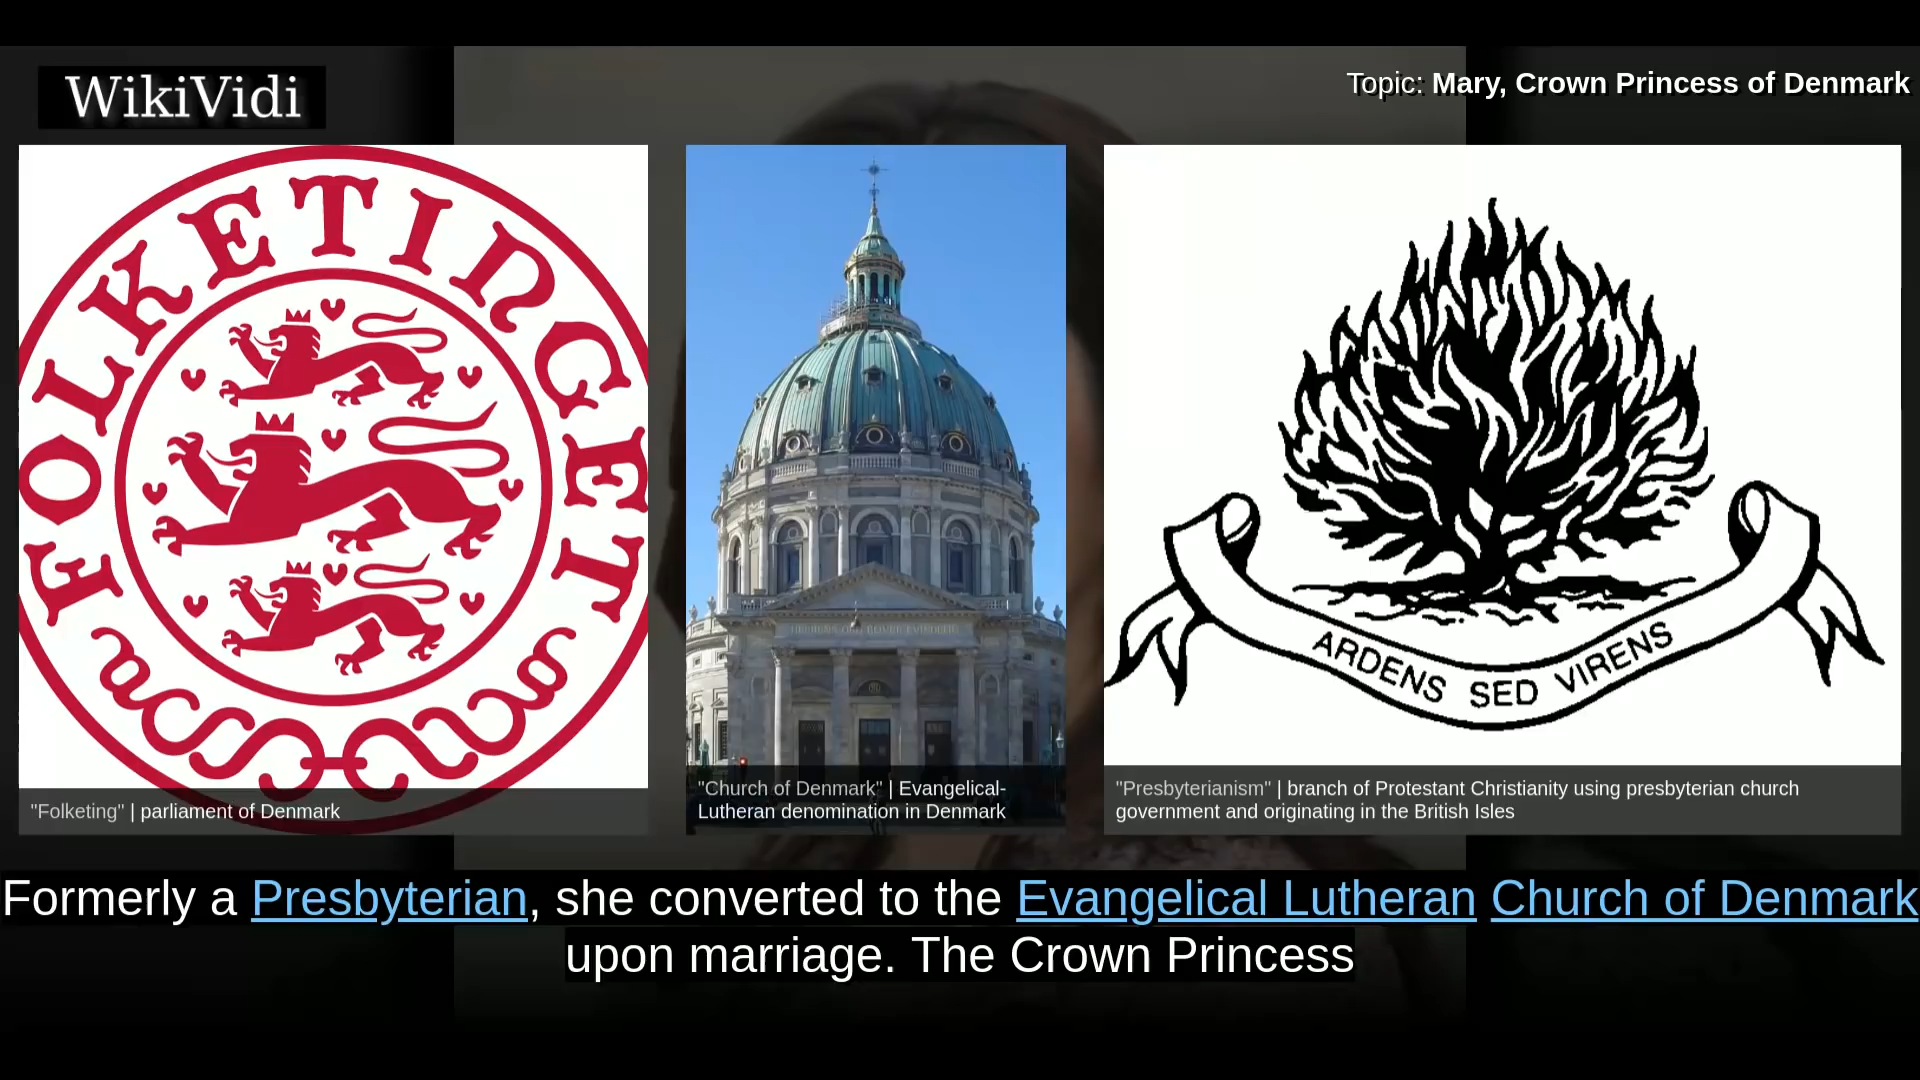 WikiVidi
Topic: Mary, Crown Princess of Denmark
FOLKETINGET
"Folketing" | parliament of Denmark
"Church of Denmark" | Evangelical-
Lutheran denomination in Denmark
ARDENS SED VIRENS
"Presbyterianism" | branch of Protestant Christianity using presbyterian church
government and originating in the British Isles
Formerly a Presbyterian, she converted to the Evangelical Lutheran Church of Denmark
upon marriage. The Crown Princess